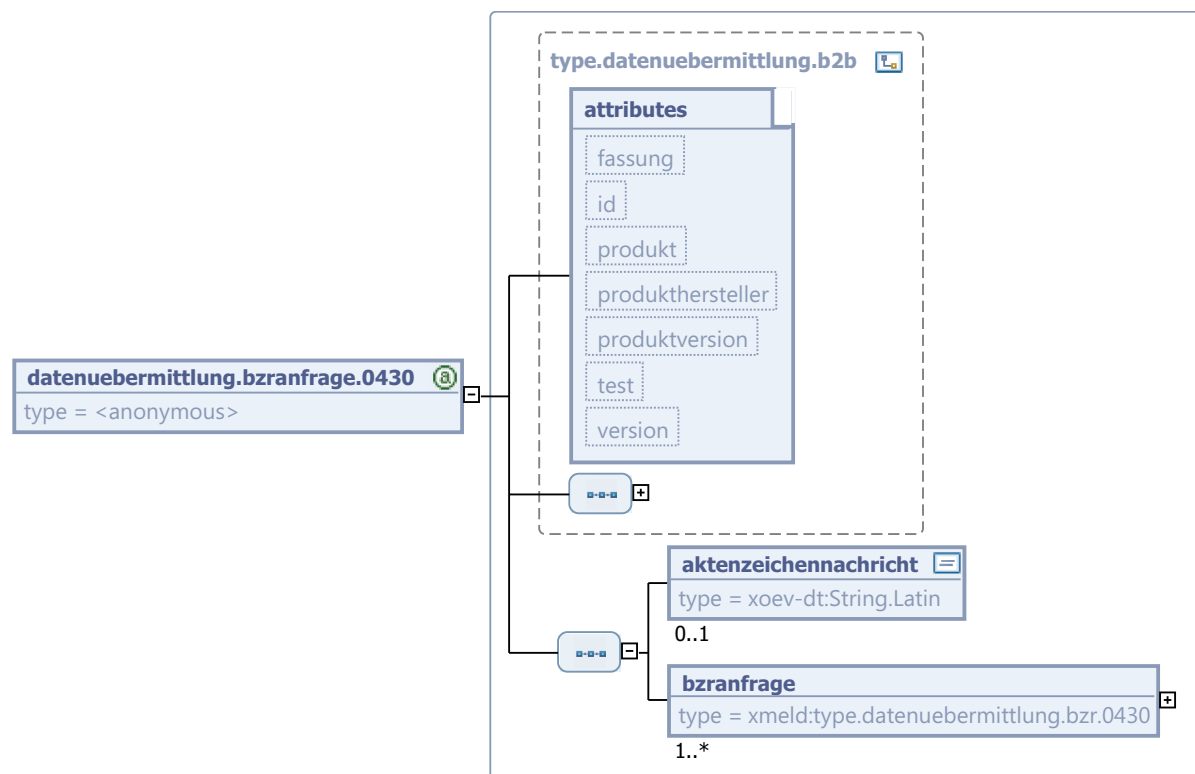 type.datenuebermittlung.b2b
attributes
fassung
id
produkt
produkthersteller
produktversion
test
version
datenuebermittlung.bzranfrage.0430 @
type = <anonymous>
aktenzeichennachricht
type = xoev-dt:String.Latin
0..1
bzranfrage
type = xmeld:type.datenuebermittlung.bzr.0430
1..*